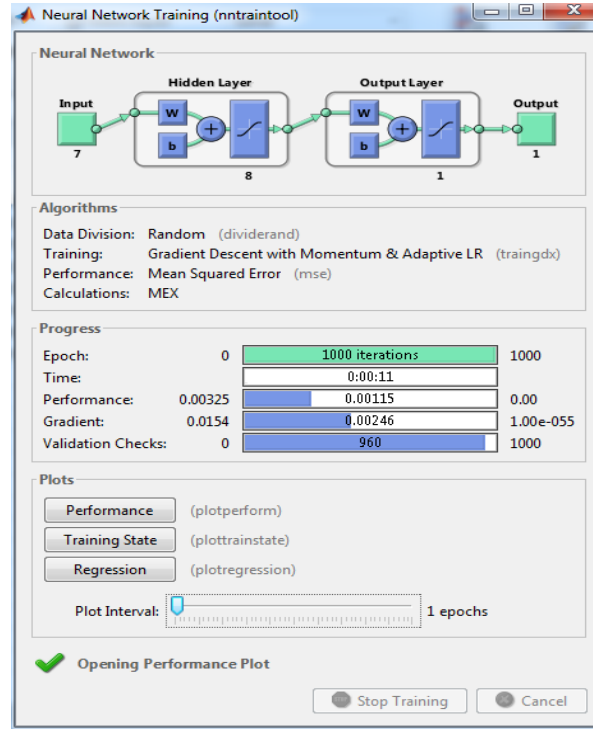 Neural Network Training (nntraintool)
Neural Network
Hidden Layer
Output Layer
Input
Output
W
b
+
W
b
+
7
8
1
1
Algorithms
Data Division: Random (dividerand)
Training: Gradient Descent with Momentum & Adaptive LR (traingdx)
Performance: Mean Squared Error (mse)
Calculations: MEX
Progress
Epoch: 0 1000 iterations 1000
Time: 0:00:11
Performance: 0.00325 0.00115 0.00
Gradient: 0.0154 0.00246 1.00e-055
Validation Checks: 0 960 1000
Plots
Performance (plotperform)
Training State (plottrainstate)
Regression (plotregression)
Plot Interval: 1 epochs
Opening Performance Plot
Stop Training Cancel